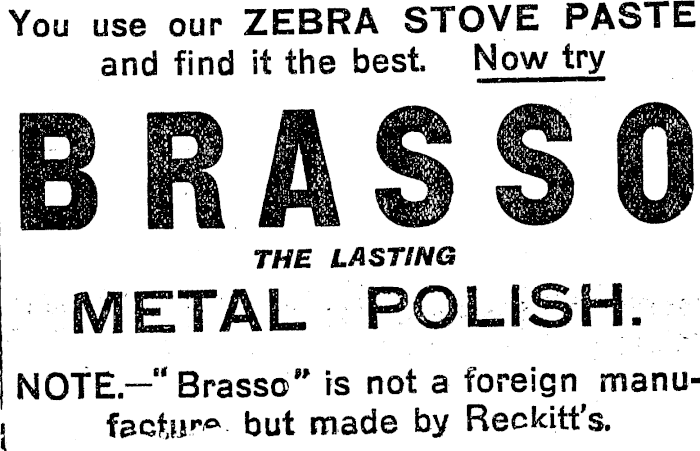 You use our ZEBRA STOVE PASTE
and find it the best. Now try
BRASSO
THE LASTING
METAL POLISH.
NOTE.—"Brasso" is not a foreign manu-
facture but made by Reckitt's.